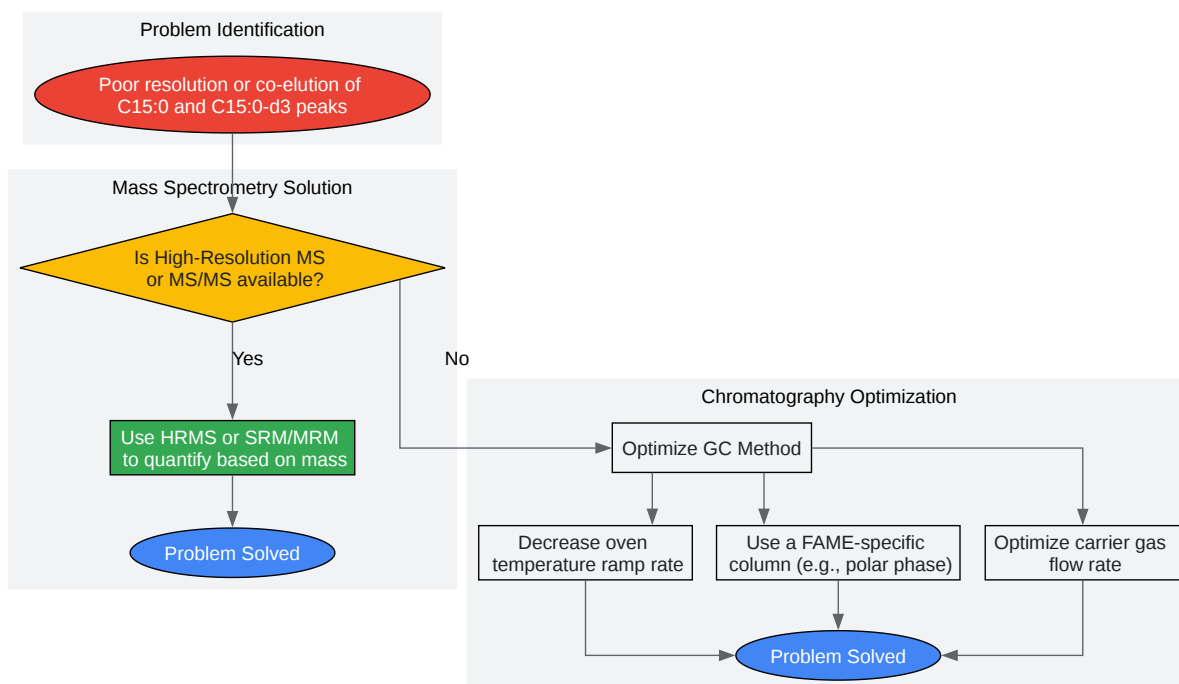 Problem Identification
Poor resolution or co-elution of
C15:0 and C15:0-d3 peaks
Mass Spectrometry Solution
Is High-Resolution MS
or MS/MS available?
Yes
No
Use HRMS or SRM/MRM
to quantify based on mass
Problem Solved
Chromatography Optimization
Optimize GC Method
Decrease oven
temperature ramp rate
Use a FAME-specific
column (e.g., polar phase)
Optimize carrier gas
flow rate
Problem Solved